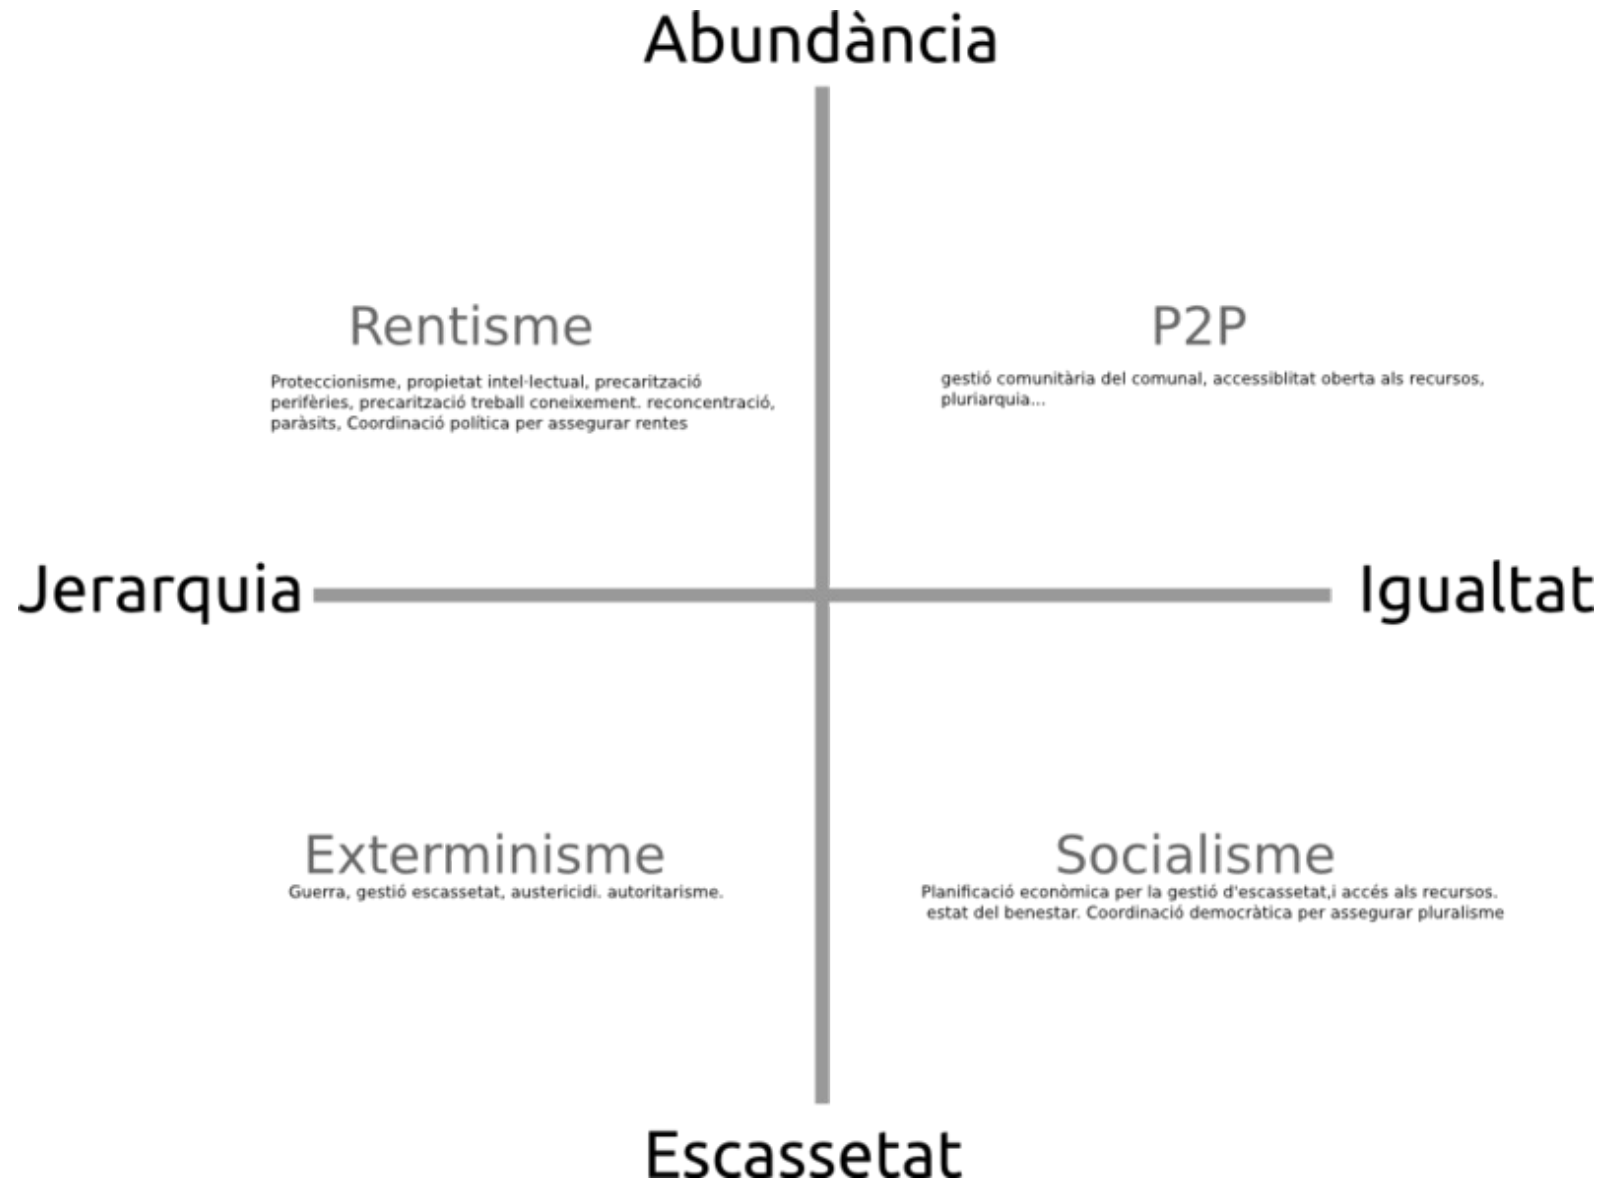 Abundància
Rentisme
Proteccionisme, propietat intel·lectual, precarització
perifèries, precarització treball coneixement. reconcentració,
paràsits, Coordinació política per assegurar rentes
P2P
gestió comunitària del comunal, accessiblitat oberta als recursos,
pluriarquia...
Jerarquia
Igualtat
Exterminisme
Guerra, gestió escassetat, austericidi. autoritarisme.
Socialisme
Planificació econòmica per la gestió d'escassetat,i accés als recursos.
estat del benestar. Coordinació democràtica per assegurar pluralisme
Escassetat